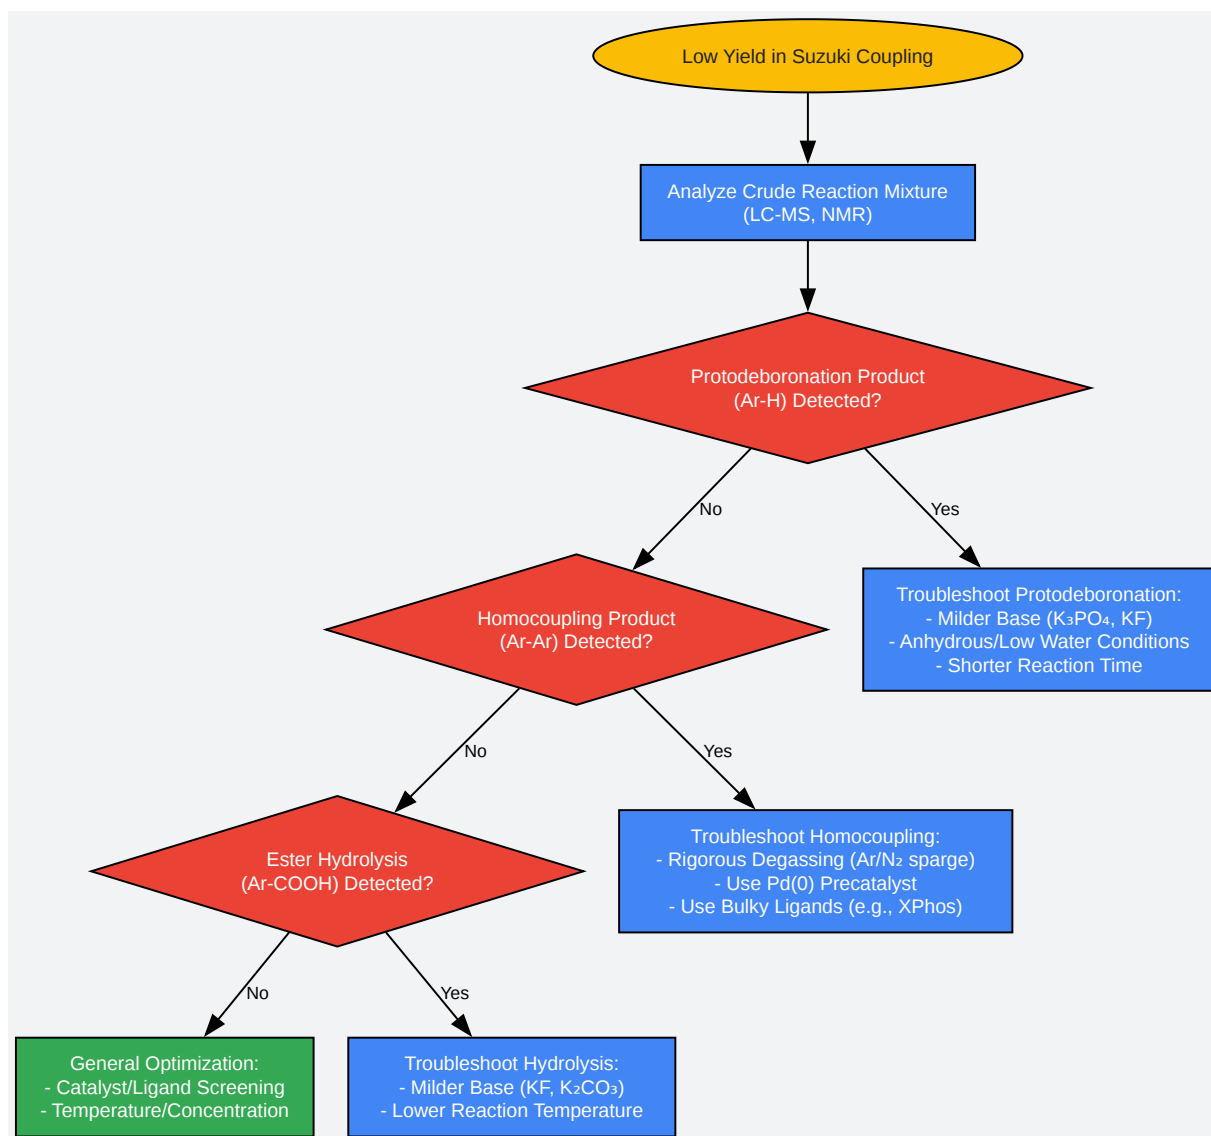 Low Yield in Suzuki Coupling
Analyze Crude Reaction Mixture
(LC-MS, NMR)
Protodeboronation Product
(Ar-H) Detected?
No
Yes
Homocoupling Product
(Ar-Ar) Detected?
Troubleshoot Protodeboronation:
- Milder Base (K₃PO₄, KF)
- Anhydrous/Low Water Conditions
- Shorter Reaction Time
No
Yes
Ester Hydrolysis
(Ar-COOH) Detected?
Troubleshoot Homocoupling:
- Rigorous Degassing (Ar/N₂ sparge)
- Use Pd(0) Precatalyst
- Use Bulky Ligands (e.g., XPhos)
No
Yes
General Optimization:
- Catalyst/Ligand Screening
- Temperature/Concentration
Troubleshoot Hydrolysis:
- Milder Base (KF, K₂CO₃)
- Lower Reaction Temperature